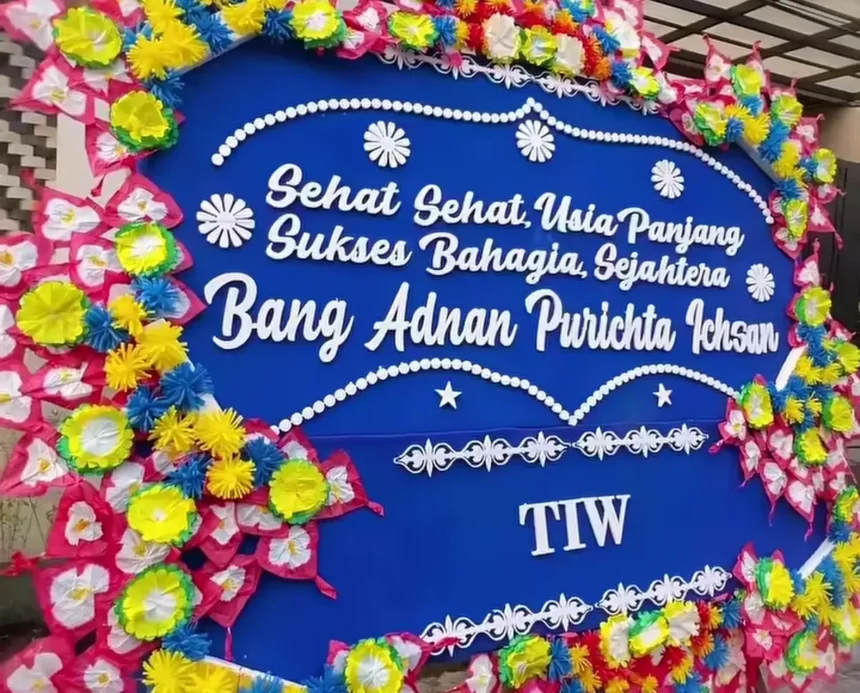 Sehat Sehat, Usia Panjang
Sukses Bahagia, Sejahtera
Bang Adnan Purichta Ichsan
TIW